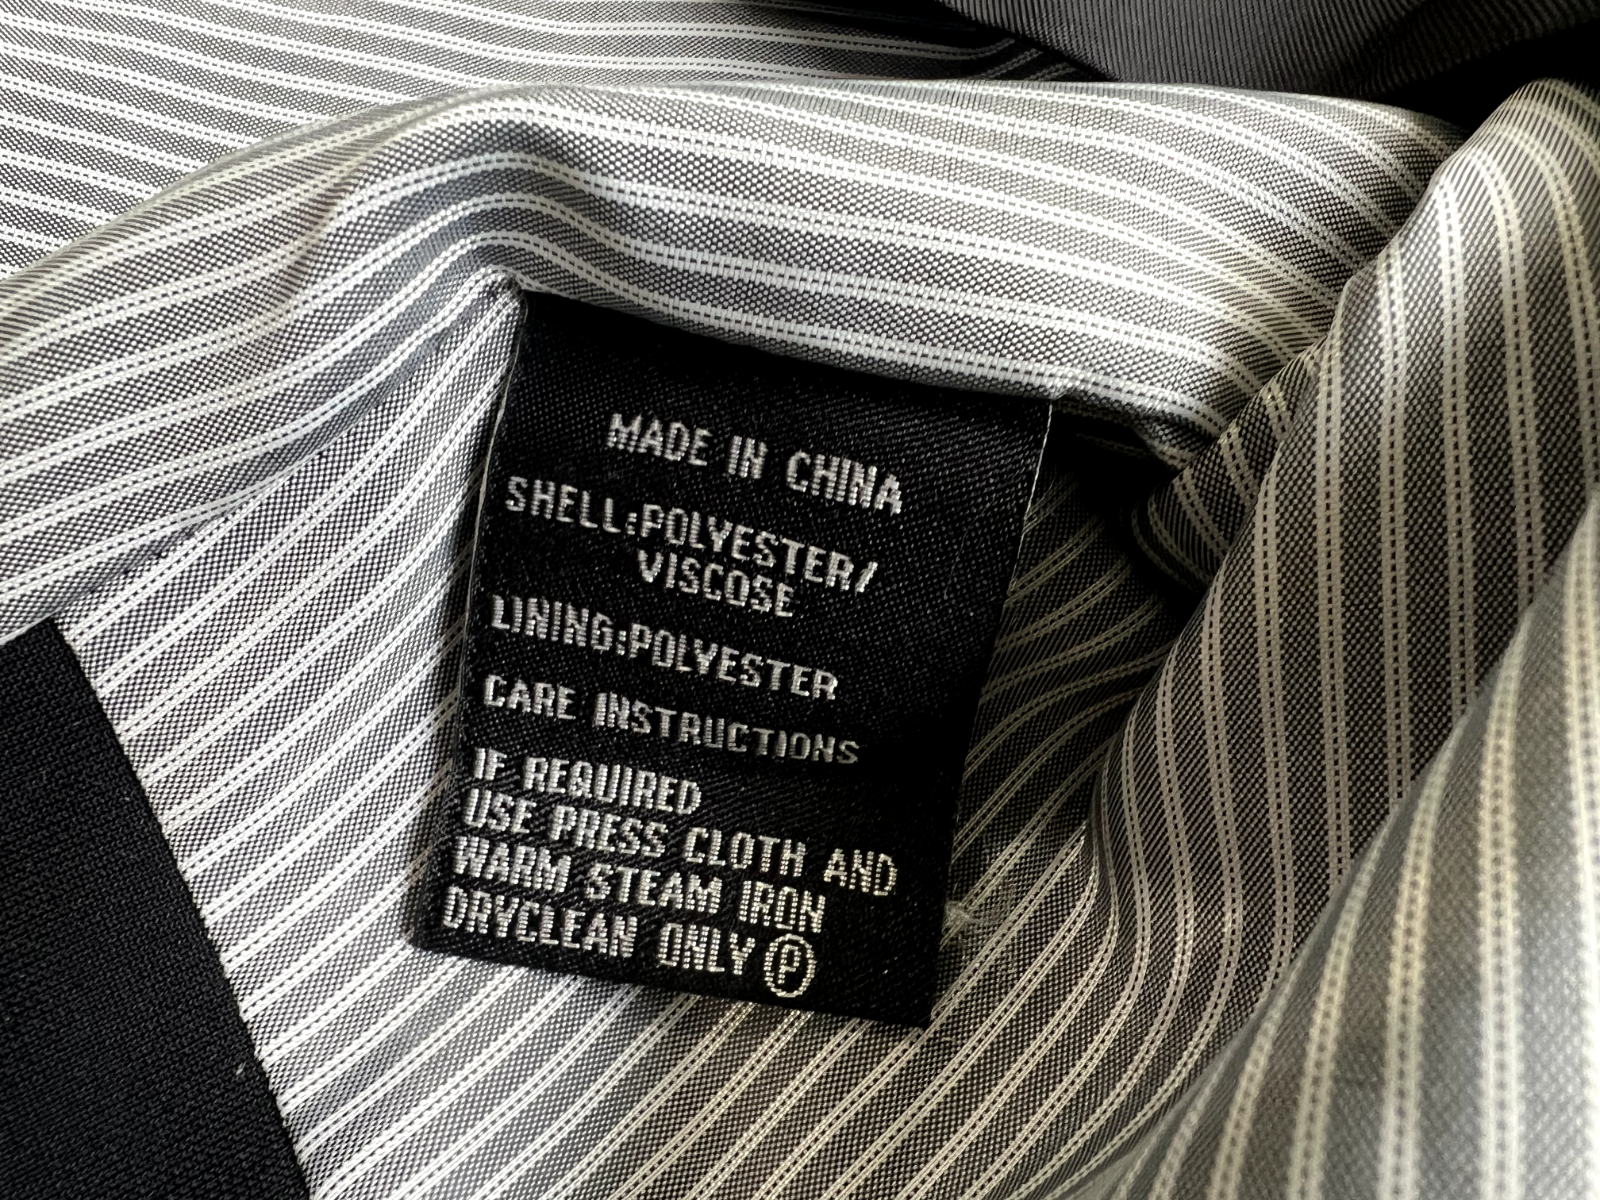 MADE IN CHINA
SHELL:POLYESTER/
VISCOSE
LINING:POLYESTER
CARE INSTRUCTIONS
IF REQUIRED
USE PRESS CLOTH AND
WARM STEAM IRON
DRYCLEAN ONLY Ⓟ